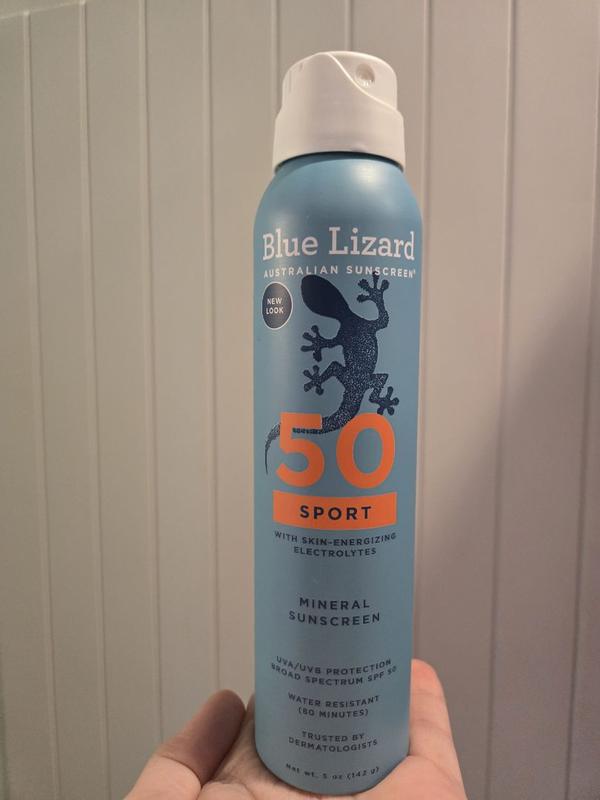 Blue Lizard
AUSTRALIAN SUNSCREEN®
NEW
LOOK
50
SPORT
WITH SKIN-ENERGIZING
ELECTROLYTES
MINERAL
SUNSCREEN
UVA/UVB PROTECTION
BROAD SPECTRUM SPF 50
WATER RESISTANT
(80 MINUTES)
TRUSTED BY
DERMATOLOGISTS
Net wt. 5 oz (142 g)